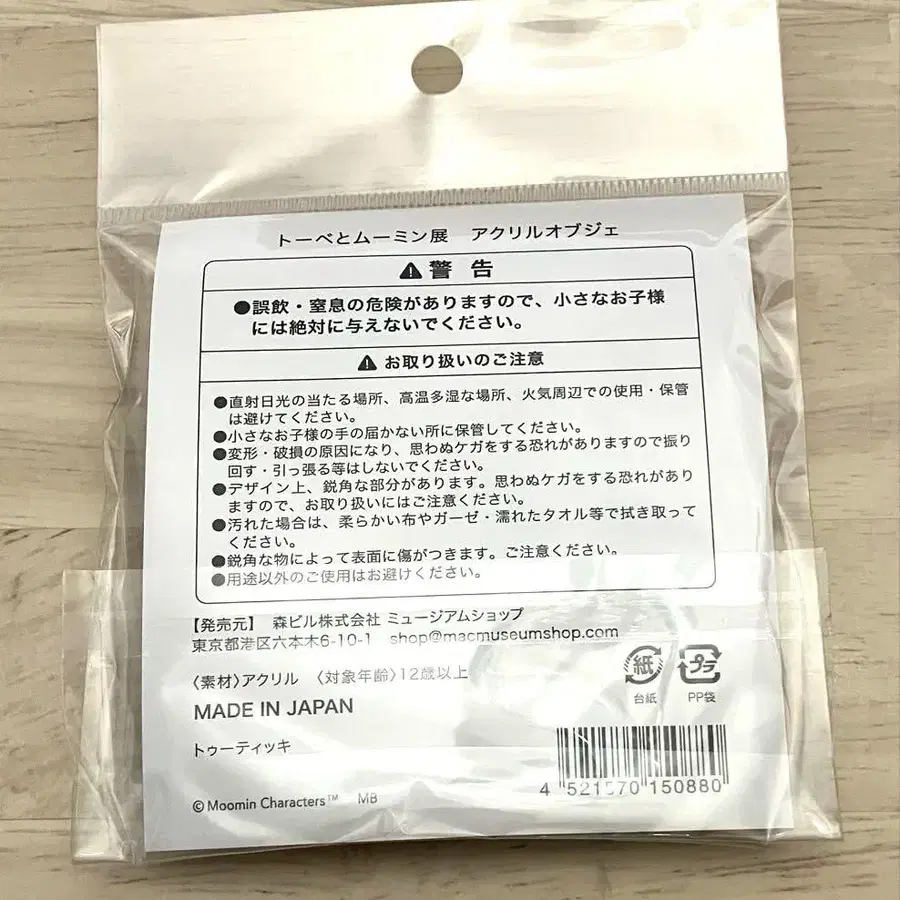 トーベとムーミン展　アクリルオブジェ
⚠警 告
●誤飲・窒息の危険がありますので、小さなお子様
には絶対に与えないでください。
⚠お取り扱いのご注意
●直射日光の当たる場所、高温多湿な場所、火気周辺での使用・保管
は避けてください。
●小さなお子様の手の届かない所に保管してください。
●変形・破損の原因になり、思わぬケガをする恐れがありますので振り
回す・引っ張る等はしないでください。
●デザイン上、鋭角な部分があります。思わぬケガをする恐れがあり
ますので、お取り扱いにはご注意ください。
●汚れた場合は、柔らかい布やガーゼ・濡れたタオル等で拭き取って
ください。
●鋭角な物によって表面に傷がつきます。ご注意ください。
●用途以外のご使用はお避けください。
【発売元】　森ビル株式会社 ミュージアムショップ
東京都港区六本木6-10-1　shop@macmuseumshop.com
〈素材〉アクリル　〈対象年齢〉12歳以上
紙 プラ
台紙 PP袋
MADE IN JAPAN
トゥーティッキ
4 521570 150880
© Moomin Characters™　MB